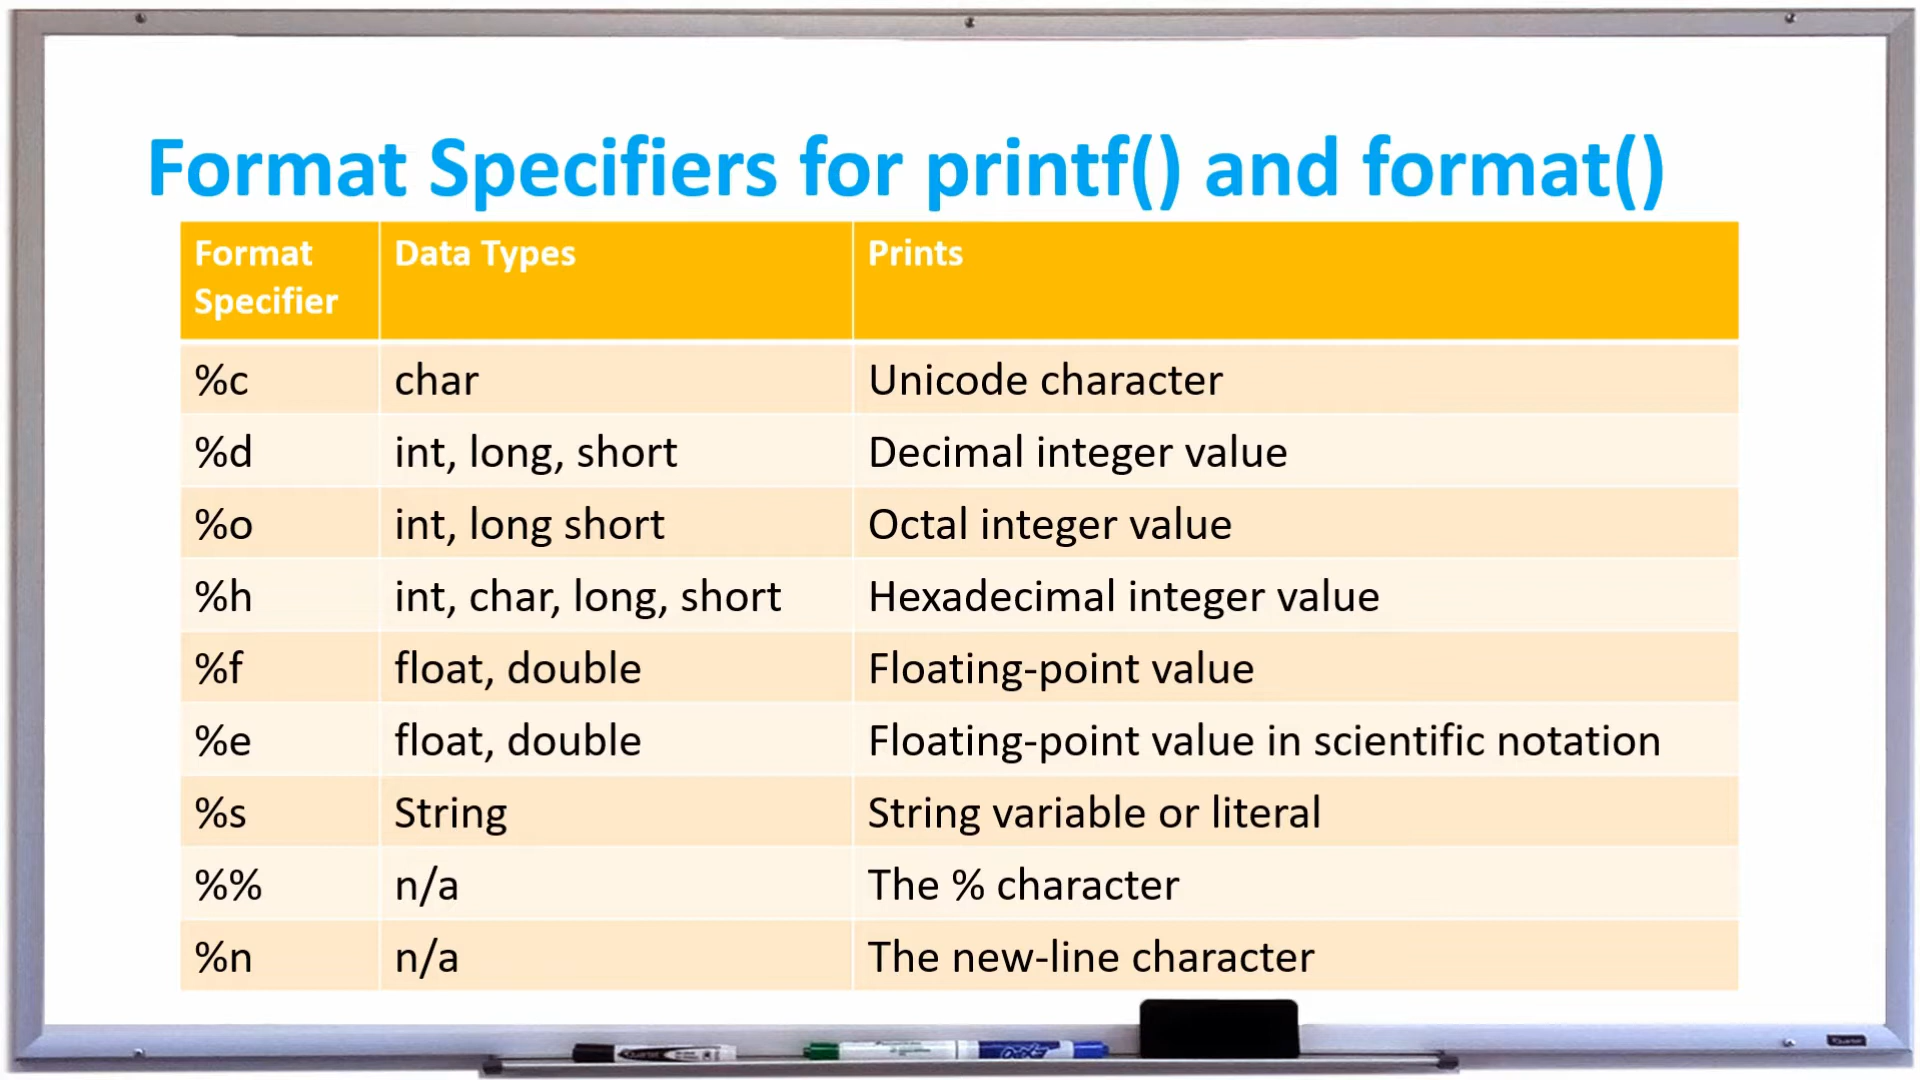 Format Specifiers for printf() and format()
Format Specifier Data Types Prints
%c char Unicode character
%d int, long, short Decimal integer value
%o int, long short Octal integer value
%h int, char, long, short Hexadecimal integer value
%f float, double Floating-point value
%e float, double Floating-point value in scientific notation
%s String String variable or literal
%% n/a The % character
%n n/a The new-line character